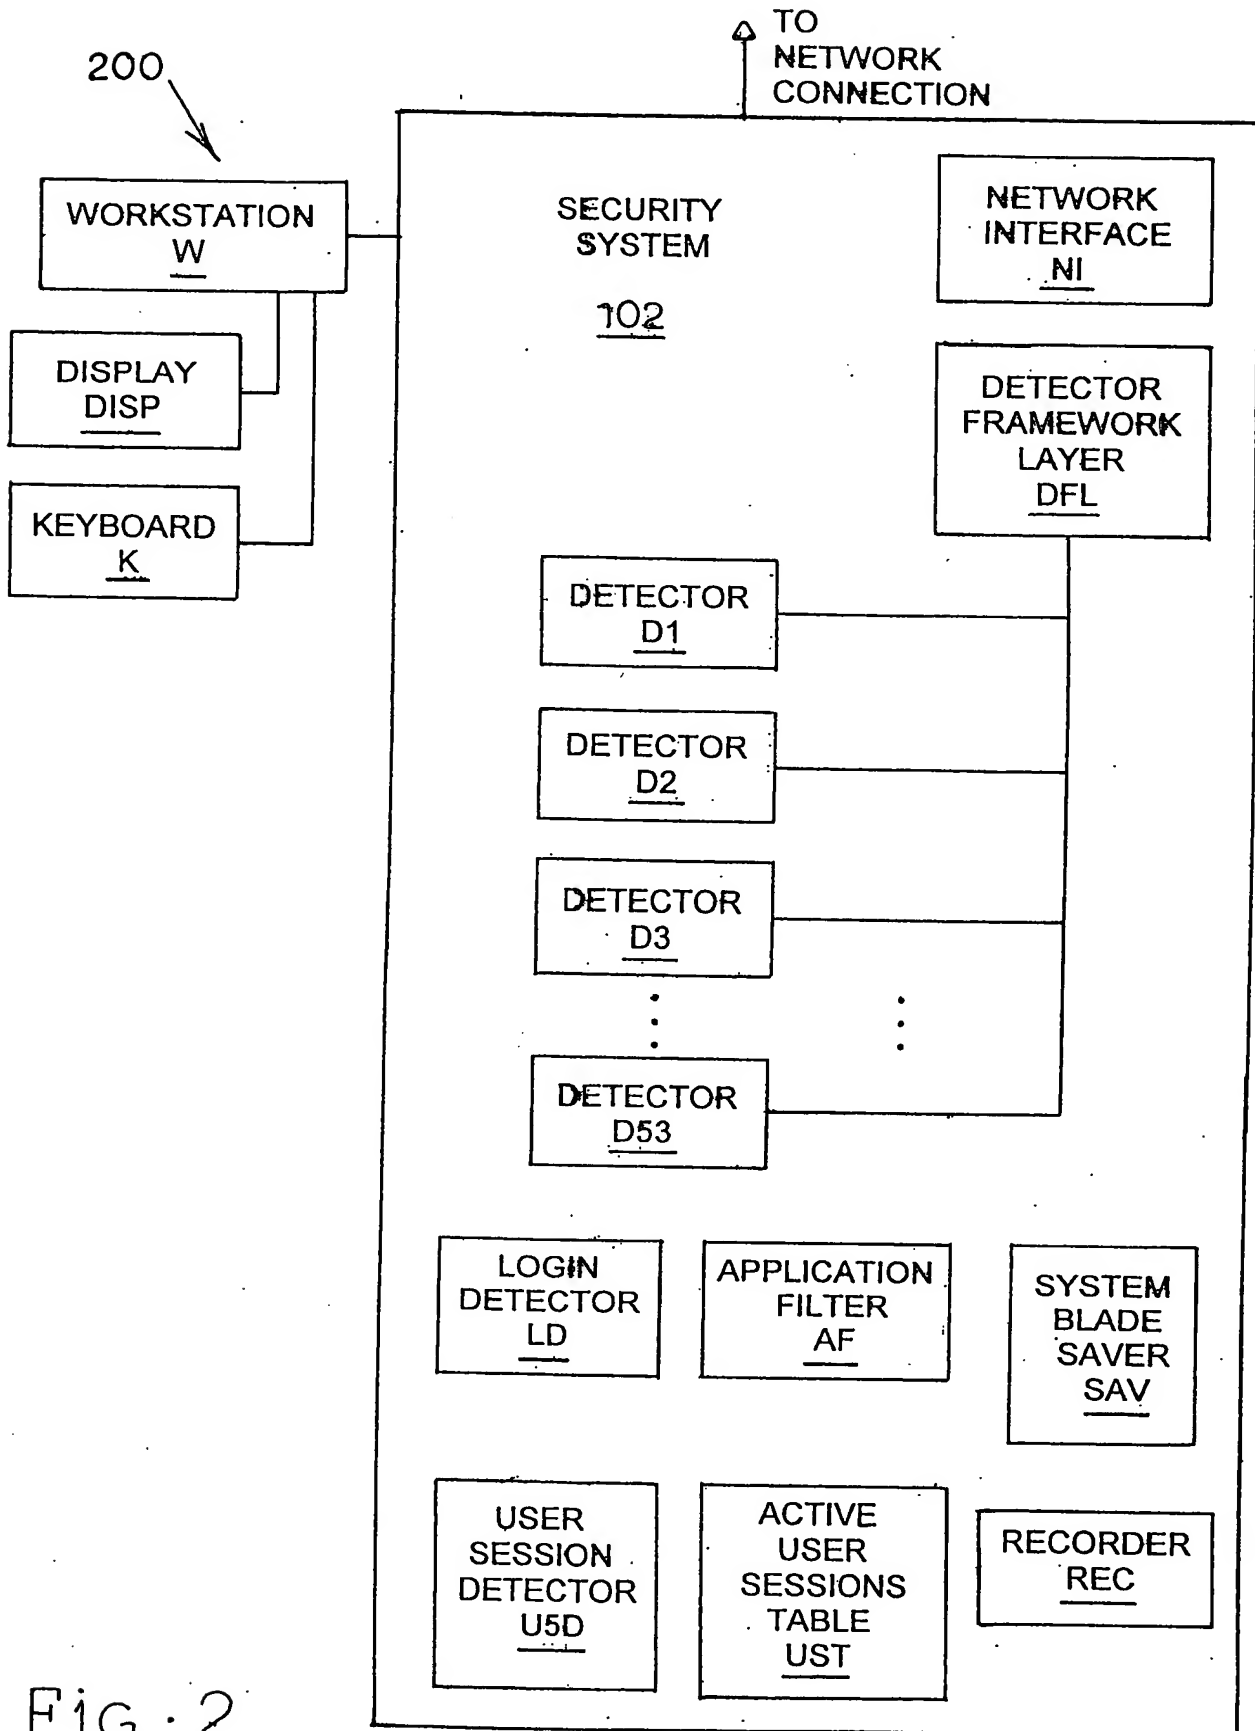 TO
NETWORK
CONNECTION
200
WORKSTATION
W
DISPLAY
DISP
KEYBOARD
K
SECURITY
SYSTEM
102
NETWORK
INTERFACE
NI
DETECTOR
FRAMEWORK
LAYER
DFL
DETECTOR
D1
DETECTOR
D2
DETECTOR
D3
DETECTOR
D53
LOGIN
DETECTOR
LD
APPLICATION
FILTER
AF
SYSTEM
BLADE
SAVER
SAV
USER
SESSION
DETECTOR
U5D
ACTIVE
USER
SESSIONS
TABLE
UST
RECORDER
REC
FiG.2